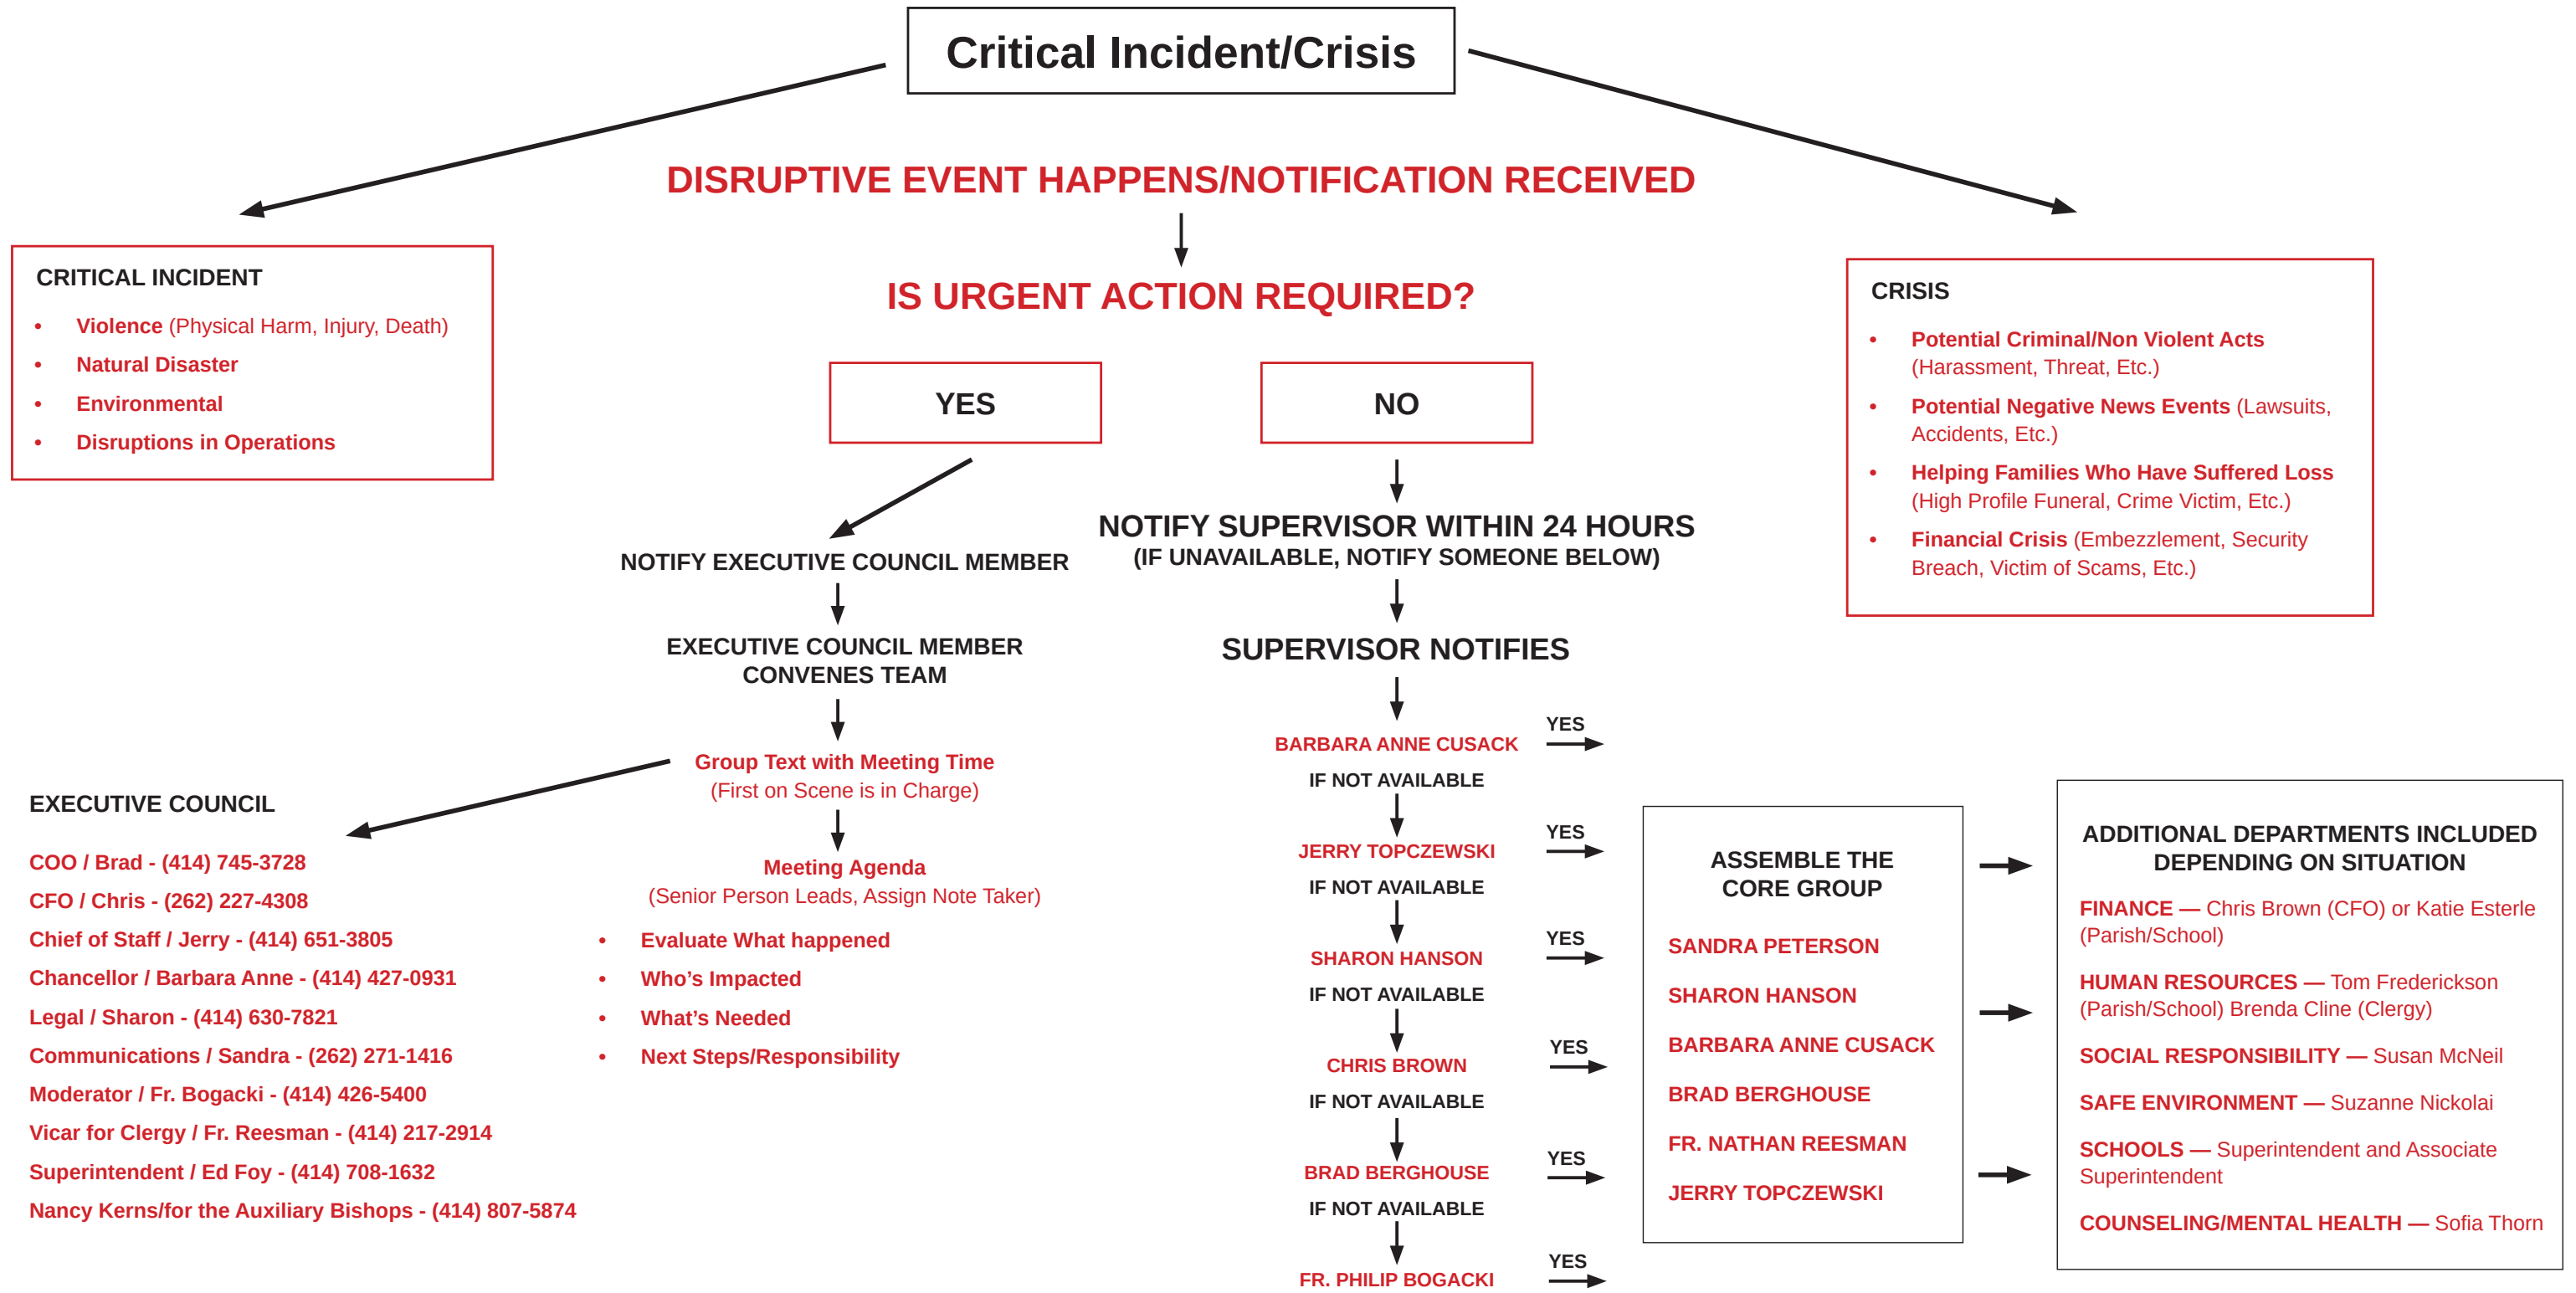 Critical Incident/Crisis
DISRUPTIVE EVENT HAPPENS/NOTIFICATION RECEIVED
IS URGENT ACTION REQUIRED?
CRITICAL INCIDENT
• Violence (Physical Harm, Injury, Death)
• Natural Disaster
• Environmental
• Disruptions in Operations
CRISIS
• Potential Criminal/Non Violent Acts
(Harassment, Threat, Etc.)
• Potential Negative News Events (Lawsuits,
Accidents, Etc.)
• Helping Families Who Have Suffered Loss
(High Profile Funeral, Crime Victim, Etc.)
• Financial Crisis (Embezzlement, Security
Breach, Victim of Scams, Etc.)
YES
NOTIFY EXECUTIVE COUNCIL MEMBER
EXECUTIVE COUNCIL MEMBER
CONVENES TEAM
Group Text with Meeting Time
(First on Scene is in Charge)
Meeting Agenda
(Senior Person Leads, Assign Note Taker)
• Evaluate What happened
• Who’s Impacted
• What’s Needed
• Next Steps/Responsibility
EXECUTIVE COUNCIL
COO / Brad - (414) 745-3728
CFO / Chris - (262) 227-4308
Chief of Staff / Jerry - (414) 651-3805
Chancellor / Barbara Anne - (414) 427-0931
Legal / Sharon - (414) 630-7821
Communications / Sandra - (262) 271-1416
Moderator / Fr. Bogacki - (414) 426-5400
Vicar for Clergy / Fr. Reesman - (414) 217-2914
Superintendent / Ed Foy - (414) 708-1632
Nancy Kerns/for the Auxiliary Bishops - (414) 807-5874
NO
NOTIFY SUPERVISOR WITHIN 24 HOURS
(IF UNAVAILABLE, NOTIFY SOMEONE BELOW)
SUPERVISOR NOTIFIES
BARBARA ANNE CUSACK YES
IF NOT AVAILABLE
JERRY TOPCZEWSKI YES
IF NOT AVAILABLE
SHARON HANSON YES
IF NOT AVAILABLE
CHRIS BROWN YES
IF NOT AVAILABLE
BRAD BERGHOUSE YES
IF NOT AVAILABLE
FR. PHILIP BOGACKI YES
ASSEMBLE THE
CORE GROUP
SANDRA PETERSON
SHARON HANSON
BARBARA ANNE CUSACK
BRAD BERGHOUSE
FR. NATHAN REESMAN
JERRY TOPCZEWSKI
ADDITIONAL DEPARTMENTS INCLUDED
DEPENDING ON SITUATION
FINANCE — Chris Brown (CFO) or Katie Esterle
(Parish/School)
HUMAN RESOURCES — Tom Frederickson
(Parish/School) Brenda Cline (Clergy)
SOCIAL RESPONSIBILITY — Susan McNeil
SAFE ENVIRONMENT — Suzanne Nickolai
SCHOOLS — Superintendent and Associate
Superintendent
COUNSELING/MENTAL HEALTH — Sofia Thorn